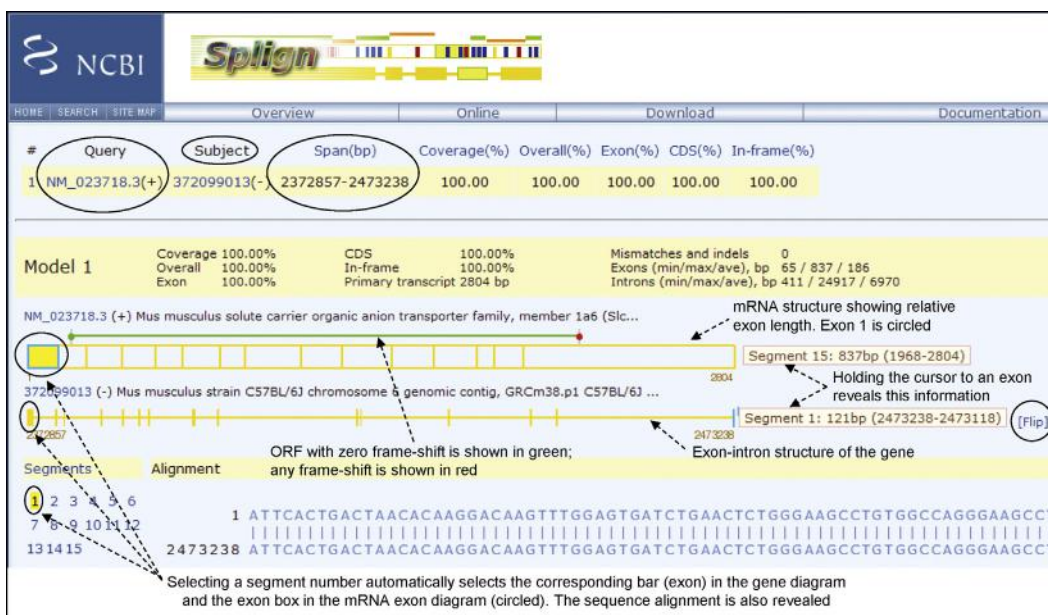 NCBI
Splign
HOME SEARCH SITE MAP Overview Online Download Documentation
# Query Subject Span(bp) Coverage(%) Overall(%) Exon(%) CDS(%) In-frame(%)
1 NM_023718.3(+) 372099013(-) 2372857-2473238 100.00 100.00 100.00 100.00 100.00
Model 1
Coverage 100.00% CDS 100.00% Mismatches and indels 0
Overall 100.00% In-frame 100.00% Exons (min/max/ave), bp 65 / 837 / 186
Exon 100.00% Primary transcript 2804 bp Introns (min/max/ave), bp 411 / 24917 / 6970
NM_023718.3 (+) Mus musculus solute carrier organic anion transporter family, member 1a6 (Slc...
mRNA structure showing relative
exon length. Exon 1 is circled
Segment 15: 837bp (1968-2804)
2804
372099013 (-) Mus musculus strain C57BL/6J chromosome 6 genomic contig, GRCm38.p1 C57BL/6J ...
Holding the cursor to an exon
reveals this information
Segment 1: 121bp (2473238-2473118) [Flip]
2372857 2473238
ORF with zero frame-shift is shown in green;
any frame-shift is shown in red
Exon-intron structure of the gene
Segments Alignment
1 2 3 4 5 6
7 8 9 10 11 12
13 14 15
1 ATTCACTGACTAACACAAGGACAAGTTTGGAGTGATCTGAACTCTGGGAAGCCTGTGGCCAGGGAAGCC
2473238 ATTCACTGACTAACACAAGGACAAGTTTGGAGTGATCTGAACTCTGGGAAGCCTGTGGCCAGGGAAGCC
Selecting a segment number automatically selects the corresponding bar (exon) in the gene diagram
and the exon box in the mRNA exon diagram (circled). The sequence alignment is also revealed